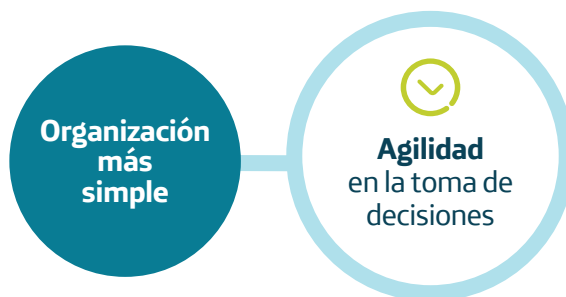 Organización
más
simple
Agilidad
en la toma de
decisiones